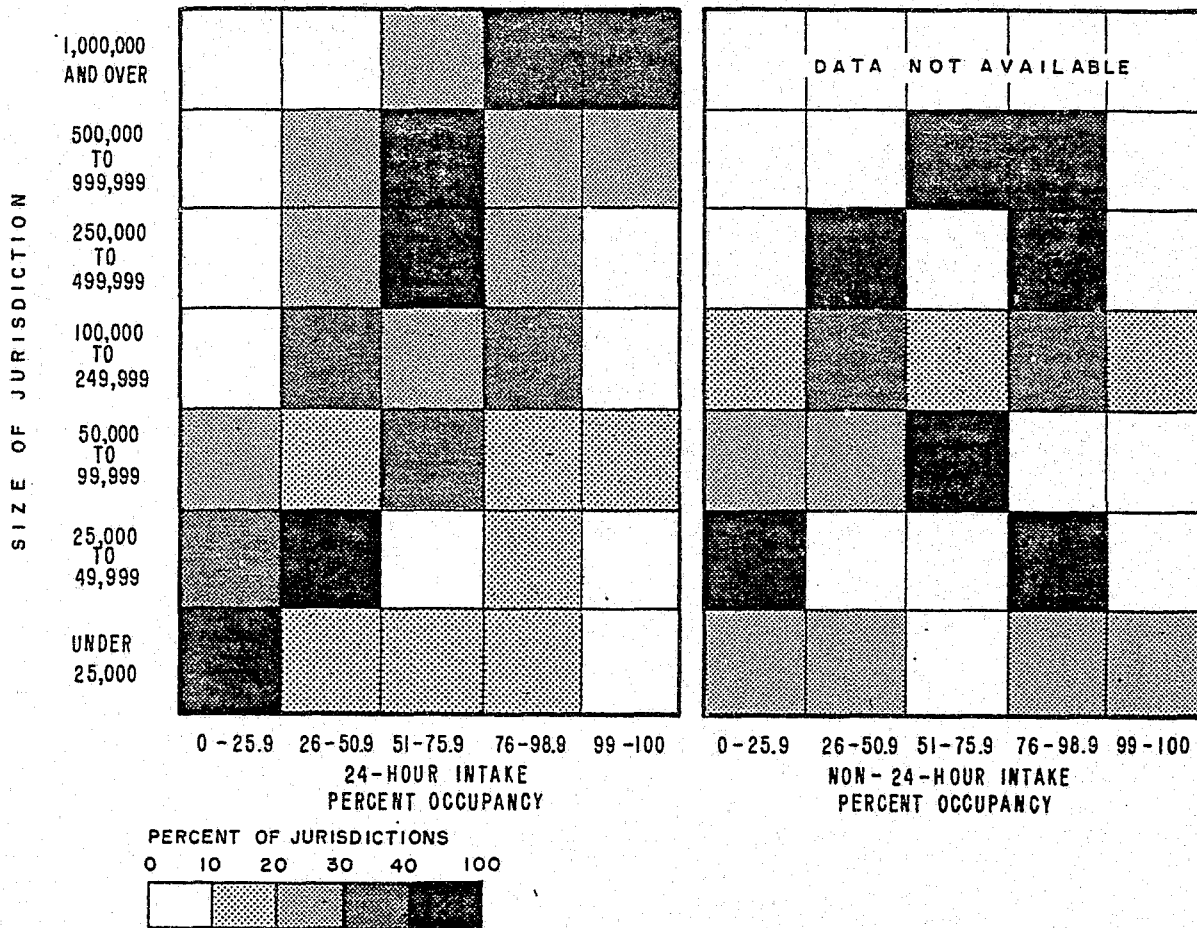 SIZE OF JURISDICTION
1,000,000
AND OVER
500,000
TO
999,999
250,000
TO
499,999
100,000
TO
249,999
50,000
TO
99,999
25,000
TO
49,999
UNDER
25,000
DATA NOT AVAILABLE
0-25.9 26-50.9 51-75.9 76-98.9 99-100
24-HOUR INTAKE
PERCENT OCCUPANCY
0-25.9 26-50.9 51-75.9 76-98.9 99-100
NON-24-HOUR INTAKE
PERCENT OCCUPANCY
PERCENT OF JURISDICTIONS
0 10 20 30 40 100